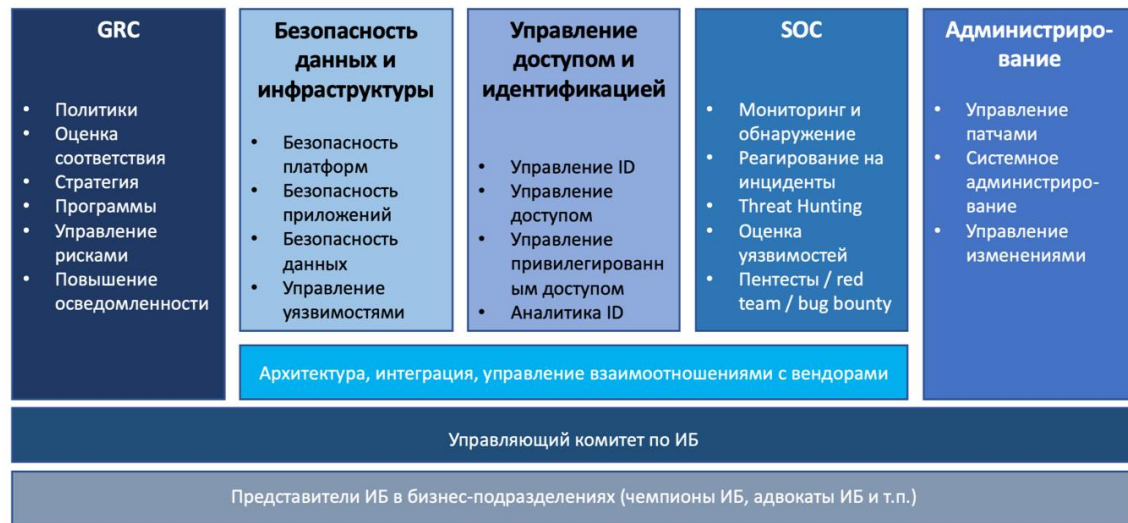 GRC
• Политики
• Оценка
соответствия
• Стратегия
• Программы
• Управление
рисками
• Повышение
осведомленности
Безопасность
данных и
инфраструктуры
• Безопасность
платформ
• Безопасность
приложений
• Безопасность
данных
• Управление
уязвимостями
Управление
доступом и
идентификацией
• Управление ID
• Управление
доступом
• Управление
привилегированн
ым доступом
• Аналитика ID
SOC
• Мониторинг и
обнаружение
• Реагирование на
инциденты
• Threat Hunting
• Оценка
уязвимостей
• Пентесты / red
team / bug bounty
Администриро-
вание
• Управление
патчами
• Системное
администриро-
вание
• Управление
изменениями
Архитектура, интеграция, управление взаимоотношениями с вендорами
Управляющий комитет по ИБ
Представители ИБ в бизнес-подразделениях (чемпионы ИБ, адвокаты ИБ и т.п.)